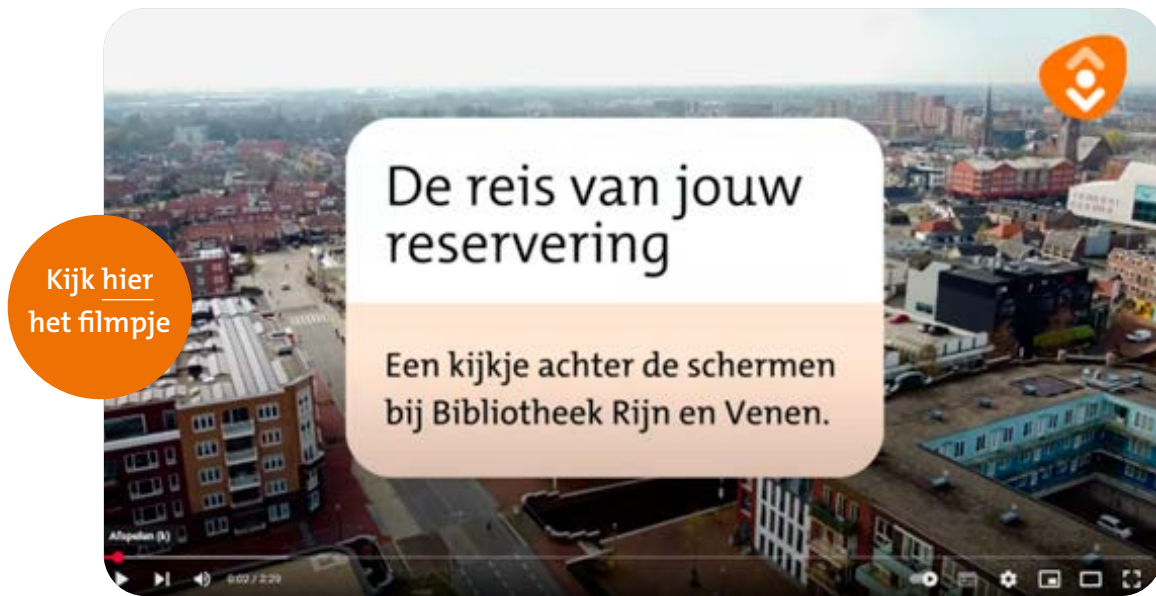 De reis van jouw
reservering
Een kijkje achter de schermen
bij Bibliotheek Rijn en Venen.
Kijk hier
het filmpje
Afspelen (k)
0:02 / 2:29